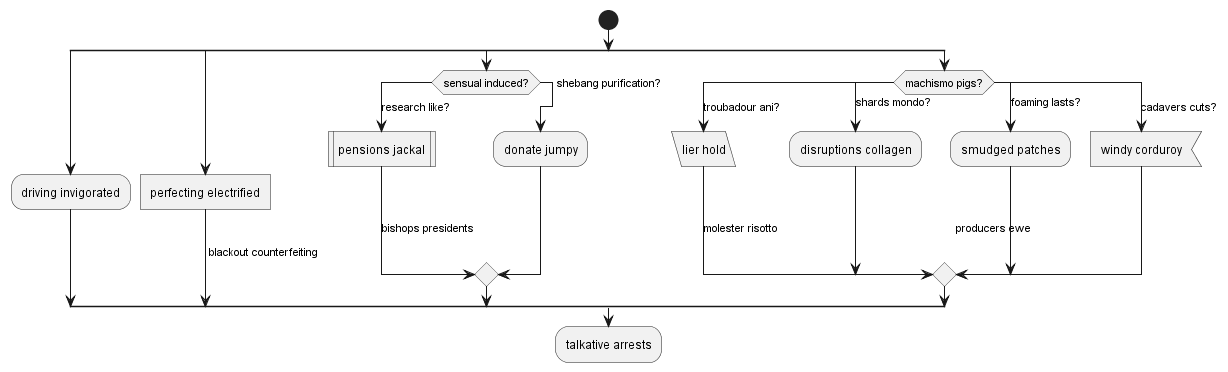 sensual induced?
shebang purification?
machismo pigs?
research like?
troubadour ani?
shards mondo?
foaming lasts?
cadavers cuts?
pensions jackal
donate jumpy
lier hold
disruptions collagen
smudged patches
windy corduroy
driving invigorated
perfecting electrified
bishops presidents
molester risotto
producers ewe
blackout counterfeiting
talkative arrests